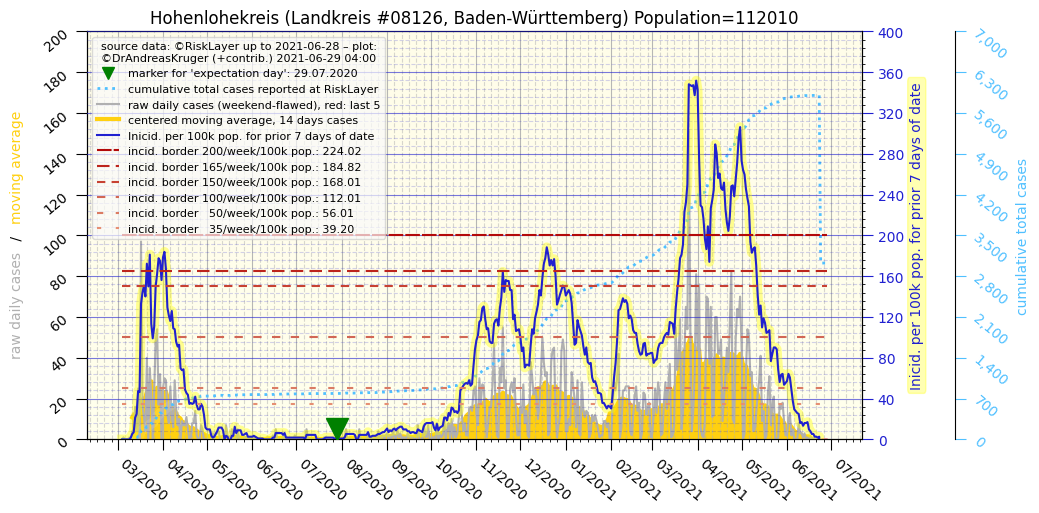 Hohenlohekreis (Landkreis #08126, Baden-Württemberg) Population=112010
source data: ©RiskLayer up to 2021-06-28 – plot:
©DrAndreasKruger (+contrib.) 2021-06-29 04:00
marker for 'expectation day': 29.07.2020
cumulative total cases reported at RiskLayer
raw daily cases (weekend-flawed), red: last 5
centered moving average, 14 days cases
Inicid. per 100k pop. for prior 7 days of date
incid. border 200/week/100k pop.: 224.02
incid. border 165/week/100k pop.: 184.82
incid. border 150/week/100k pop.: 168.01
incid. border 100/week/100k pop.: 112.01
incid. border 50/week/100k pop.: 56.01
incid. border 35/week/100k pop.: 39.20
raw daily cases / moving average
200
180
160
140
120
100
80
60
40
20
0
03/2020
04/2020
05/2020
06/2020
07/2020
08/2020
09/2020
10/2020
11/2020
12/2020
01/2021
02/2021
03/2021
04/2021
05/2021
06/2021
07/2021
400
360
320
280
240
200
160
120
80
40
0
Inicid. per 100k pop. for prior 7 days of date
7,000
6,300
5,600
4,900
4,200
3,500
2,800
2,100
1,400
700
0
cumulative total cases